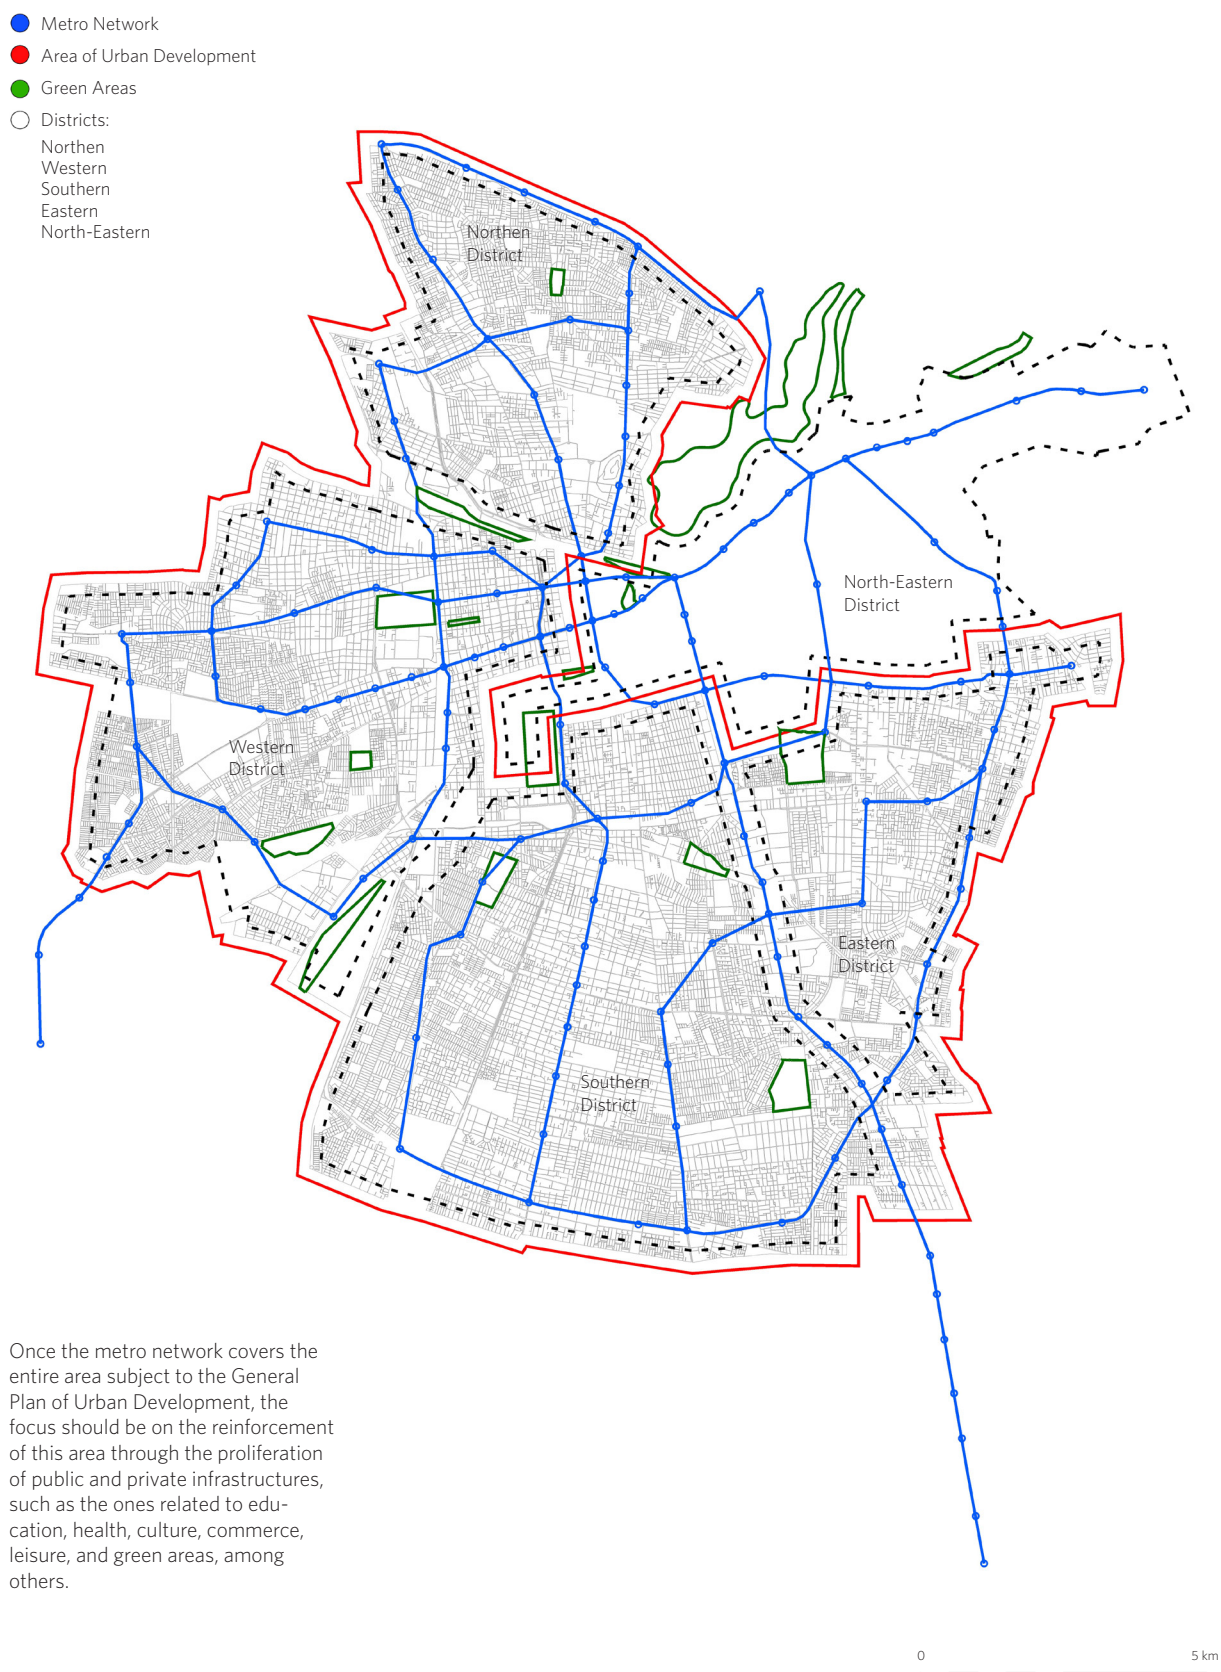 Metro Network
Area of Urban Development
Green Areas
Districts:
Northen
Western
Southern
Eastern
North-Eastern
Northen
District
North-Eastern
District
Western
District
Eastern
District
Southern
District
Once the metro network covers the
entire area subject to the General
Plan of Urban Development, the
focus should be on the reinforcement
of this area through the proliferation
of public and private infrastructures,
such as the ones related to edu-
cation, health, culture, commerce,
leisure, and green areas, among
others.
0
5 km